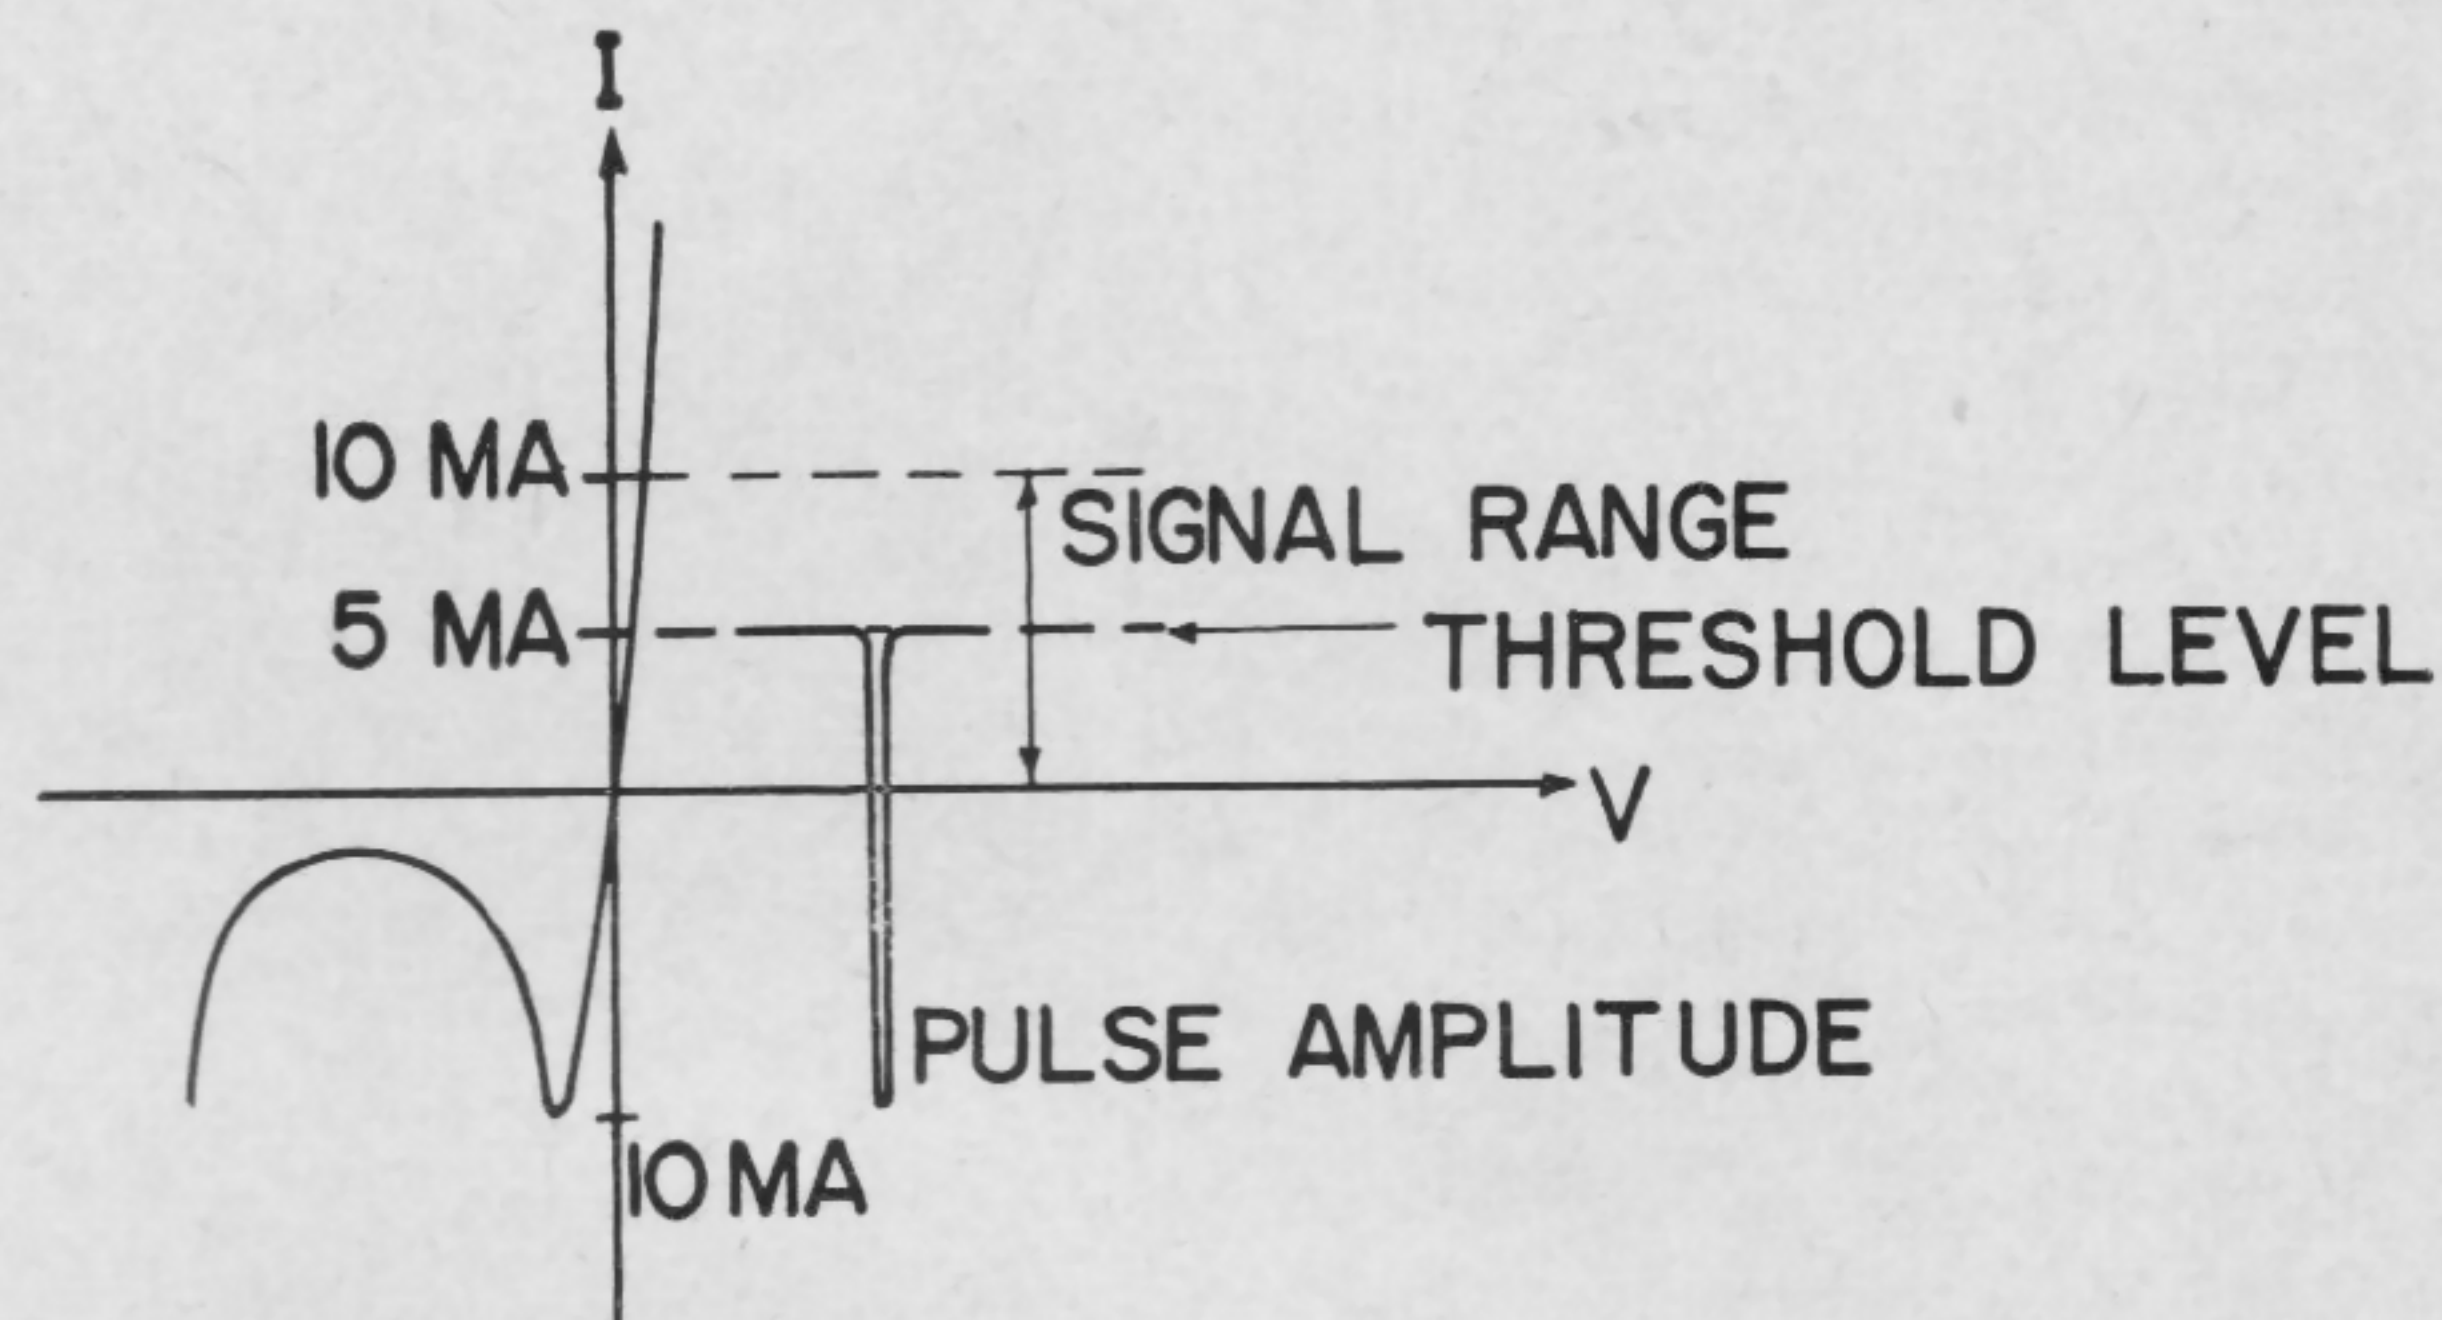 I
10 MA
SIGNAL RANGE
5 MA
THRESHOLD LEVEL
V
PULSE AMPLITUDE
10 MA